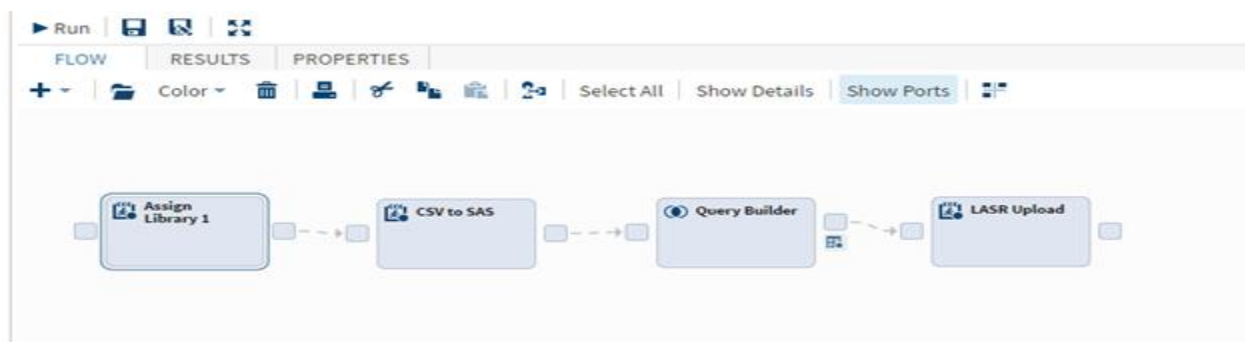 Run
FLOW RESULTS PROPERTIES
Color Select All Show Details Show Ports
Assign
Library 1
CSV to SAS
Query Builder
LASR Upload